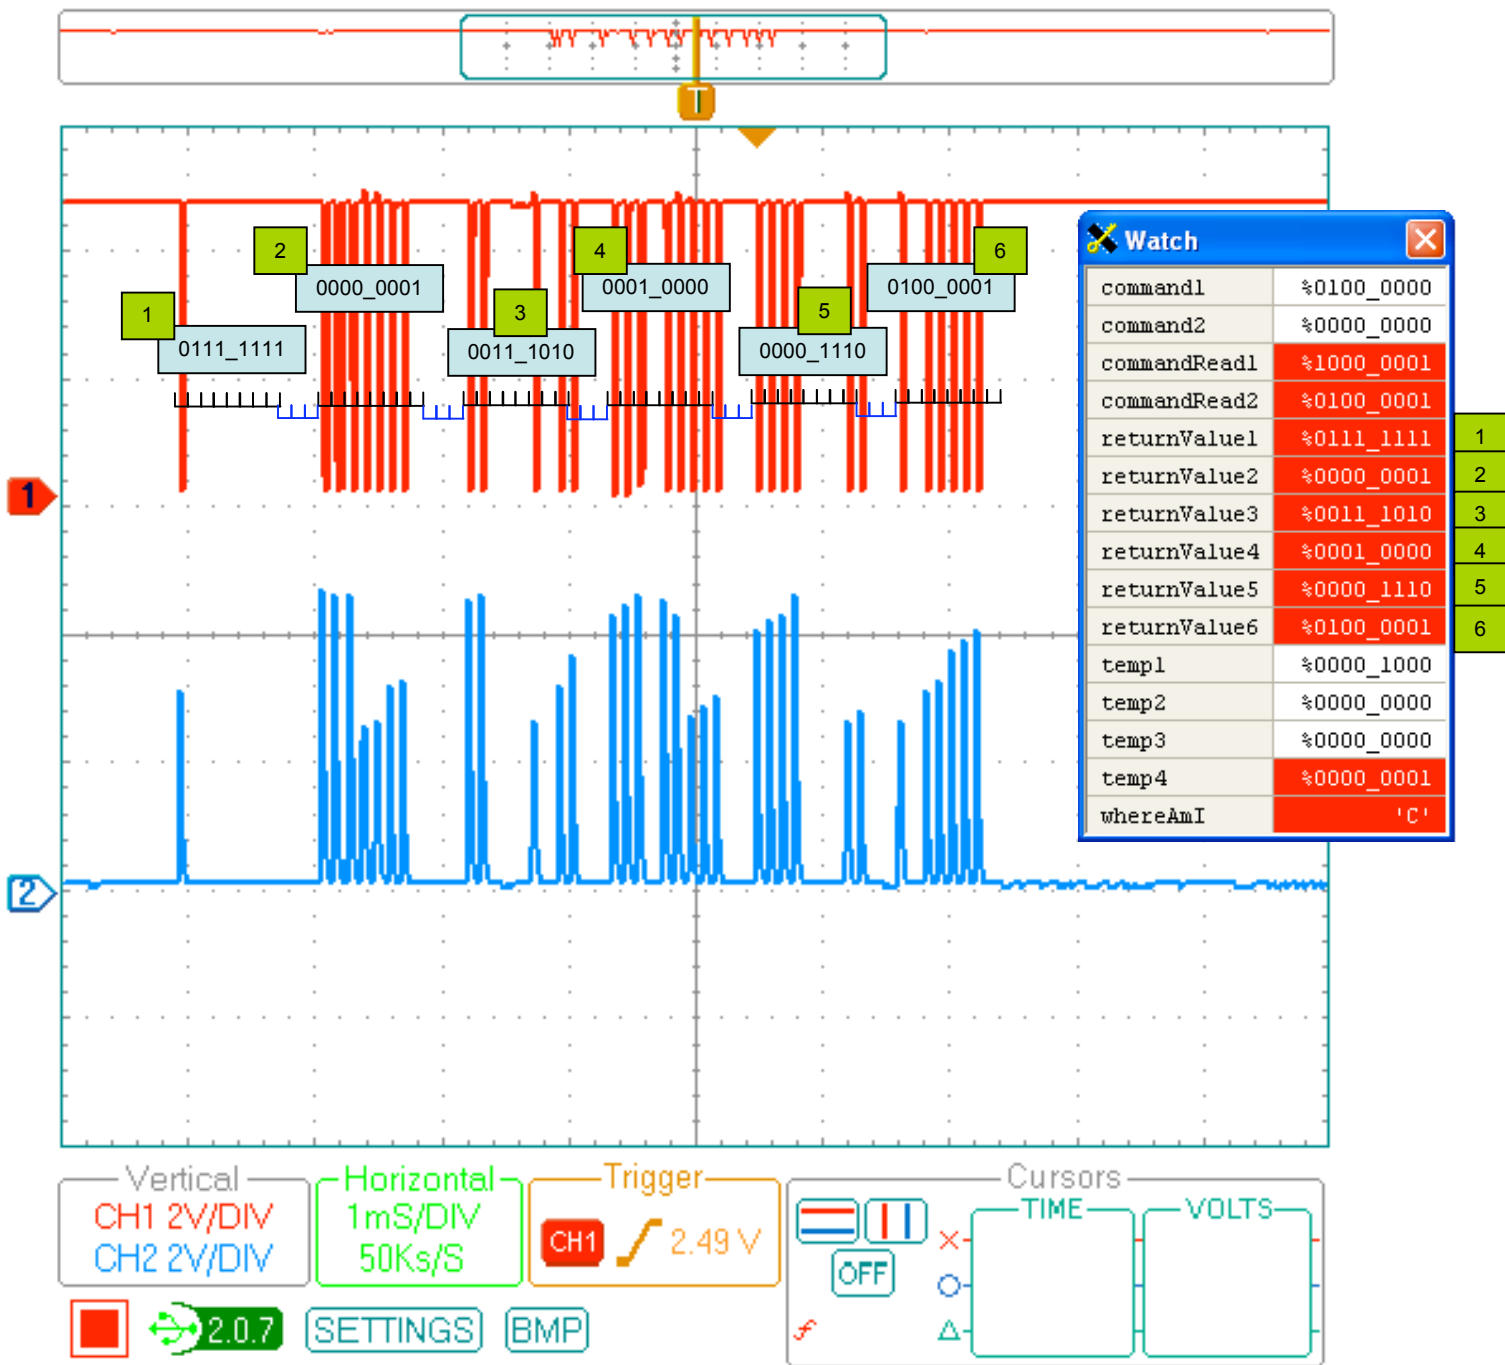 T
2
4
6
0000_0001
0001_0000
0100_0001
1
3
5
0111_1111
0011_1010
0000_1110
1
2
Watch
command1 %0100_0000
command2 %0000_0000
commandRead1 %1000_0001
commandRead2 %0100_0001
returnValue1 %0111_1111 1
returnValue2 %0000_0001 2
returnValue3 %0011_1010 3
returnValue4 %0001_0000 4
returnValue5 %0000_1110 5
returnValue6 %0100_0001 6
temp1 %0000_1000
temp2 %0000_0000
temp3 %0000_0000
temp4 %0000_0001
whereAmI 'C'
Vertical
CH1 2V/DIV
CH2 2V/DIV
Horizontal
1mS/DIV
50Ks/S
Trigger
CH1 2.49 V
Cursors
TIME VOLTS
OFF
2.0.7 SETTINGS BMP